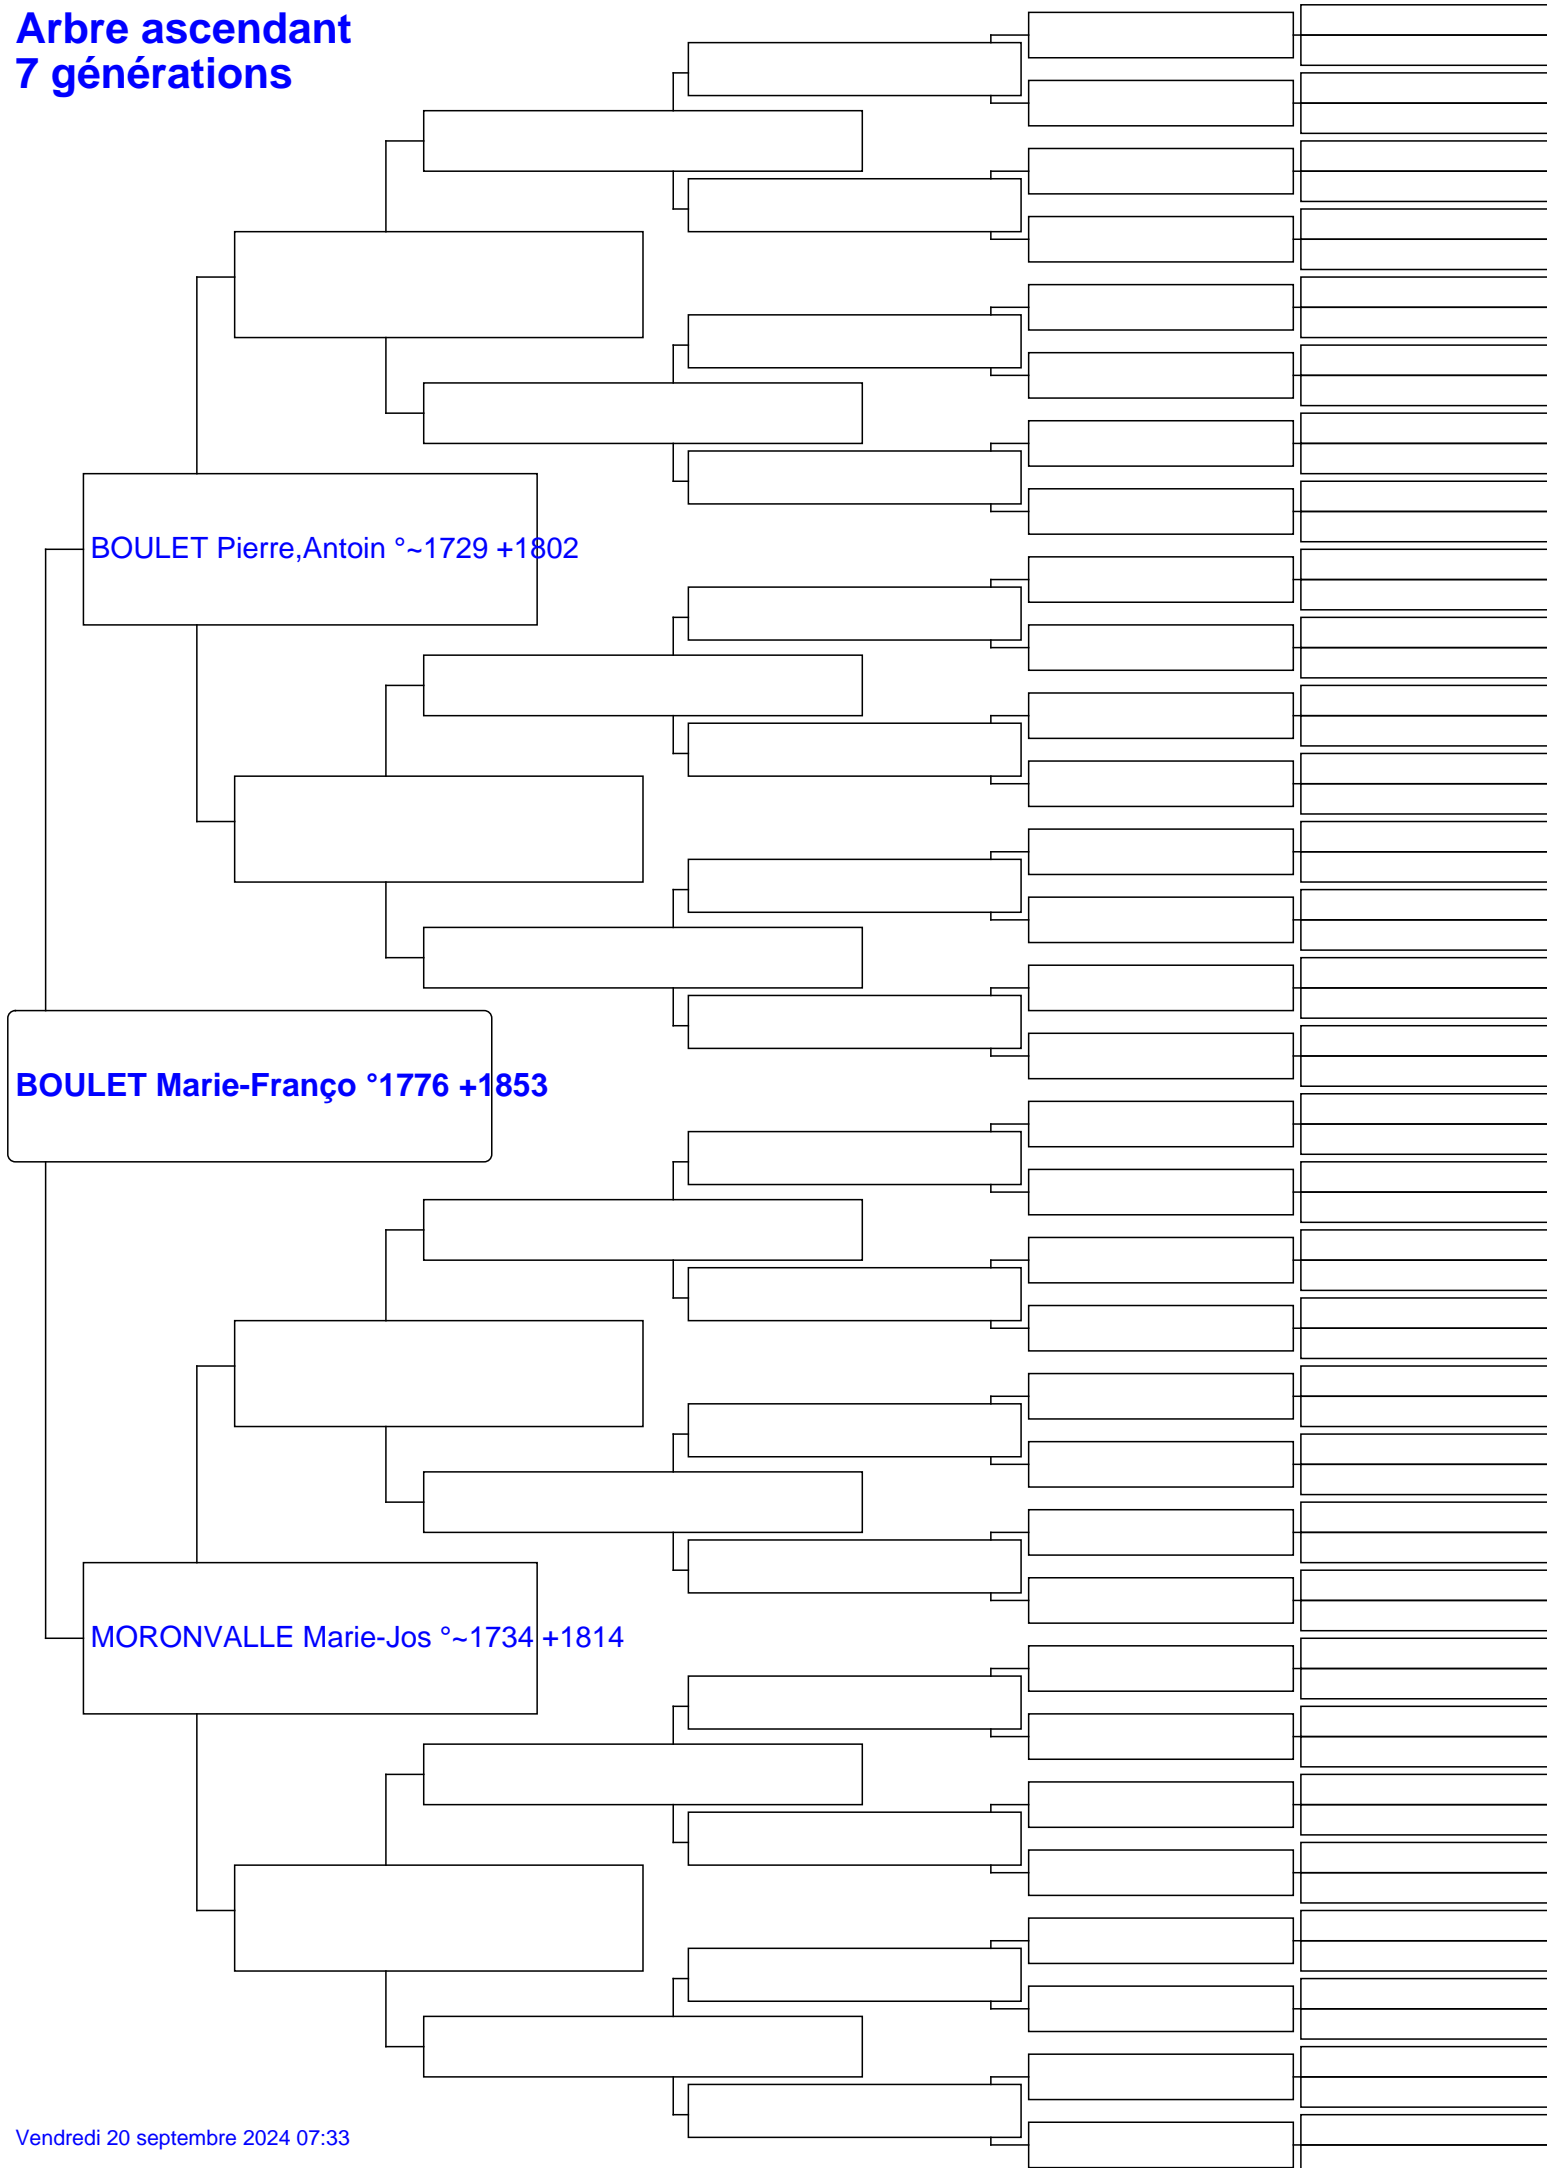 Arbre ascendant
7 générations
BOULET Pierre,Antoin °~1729 +1802
BOULET Marie-Franço °1776 +1853
MORONVALLE Marie-Jos °~1734 +1814
Vendredi 20 septembre 2024 07:33